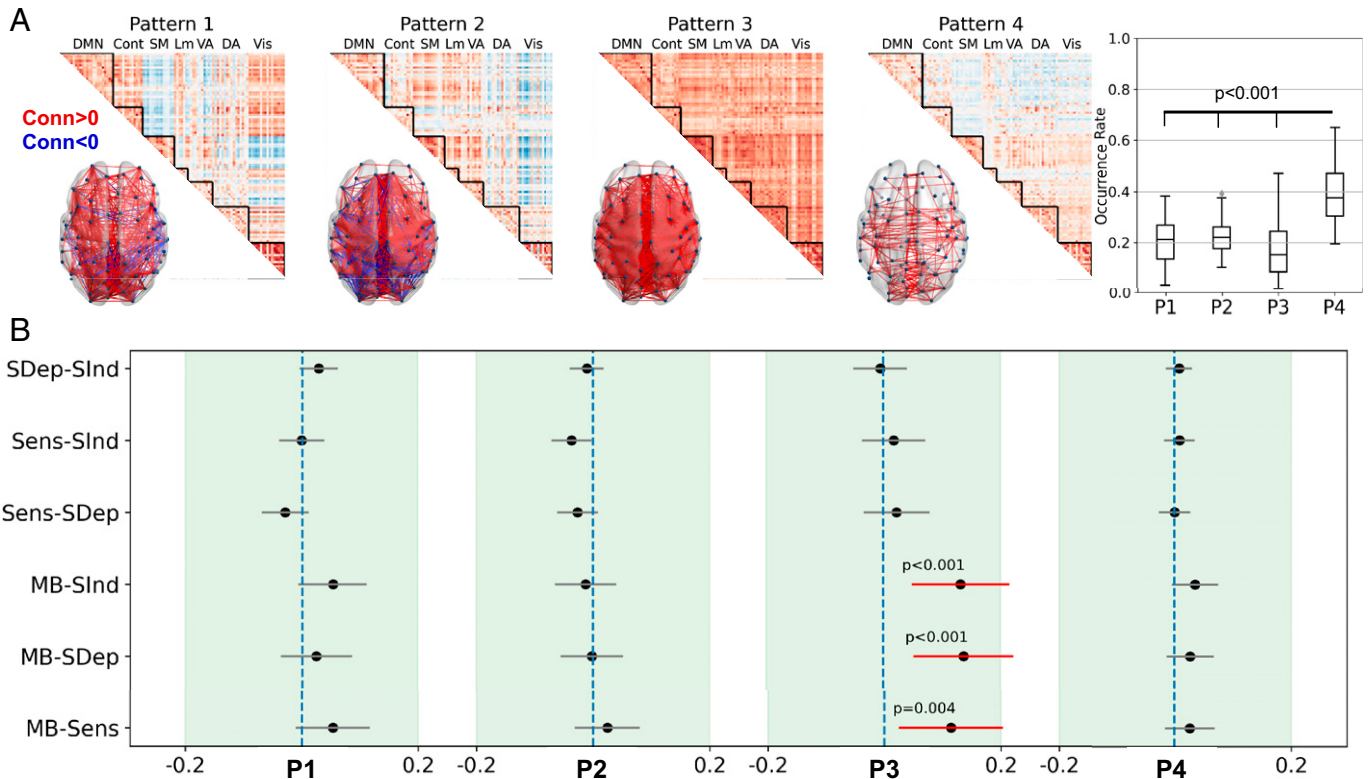 A
Pattern 1
Pattern 2
Pattern 3
Pattern 4
DMN Cont SM Lm VA DA Vis
DMN Cont SM Lm VA DA Vis
DMN Cont SM Lm VA DA Vis
DMN Cont SM Lm VA DA Vis
Conn>0
Conn<0
1.0
0.8
0.6
0.4
0.2
0.0
Occurrence Rate
p<0.001
P1 P2 P3 P4
B
SDep-SInd
Sens-SInd
Sens-SDep
MB-SInd
p<0.001
MB-SDep
p<0.001
MB-Sens
p=0.004
-0.2 P1 0.2 -0.2 P2 0.2 -0.2 P3 0.2 -0.2 P4 0.2